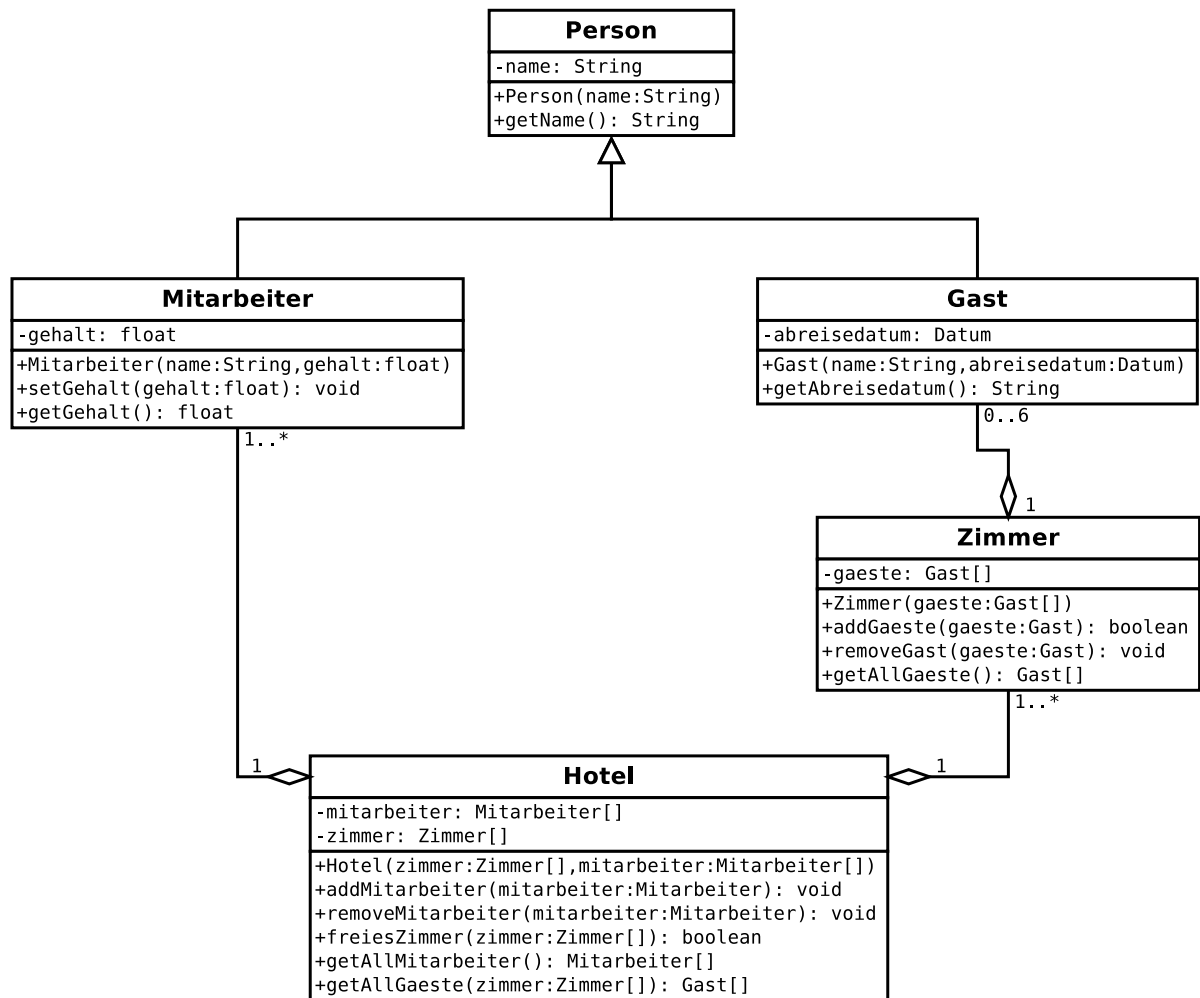 Person
-name: String
+Person(name:String)
+getName(): String
Mitarbeiter
-gehalt: float
+Mitarbeiter(name:String,gehalt:float)
+setGehalt(gehalt:float): void
+getGehalt(): float
1..*
Gast
-abreisedatum: Datum
+Gast(name:String,abreisedatum:Datum)
+getAbreisedatum(): String
0..6
1
Zimmer
-gaeste: Gast[]
+Zimmer(gaeste:Gast[])
+addGaeste(gaeste:Gast): boolean
+removeGast(gaeste:Gast): void
+getAllGaeste(): Gast[]
1..*
1
1
Hotel
-mitarbeiter: Mitarbeiter[]
-zimmer: Zimmer[]
+Hotel(zimmer:Zimmer[],mitarbeiter:Mitarbeiter[])
+addMitarbeiter(mitarbeiter:Mitarbeiter): void
+removeMitarbeiter(mitarbeiter:Mitarbeiter): void
+freiesZimmer(zimmer:Zimmer[]): boolean
+getAllMitarbeiter(): Mitarbeiter[]
+getAllGaeste(zimmer:Zimmer[]): Gast[]